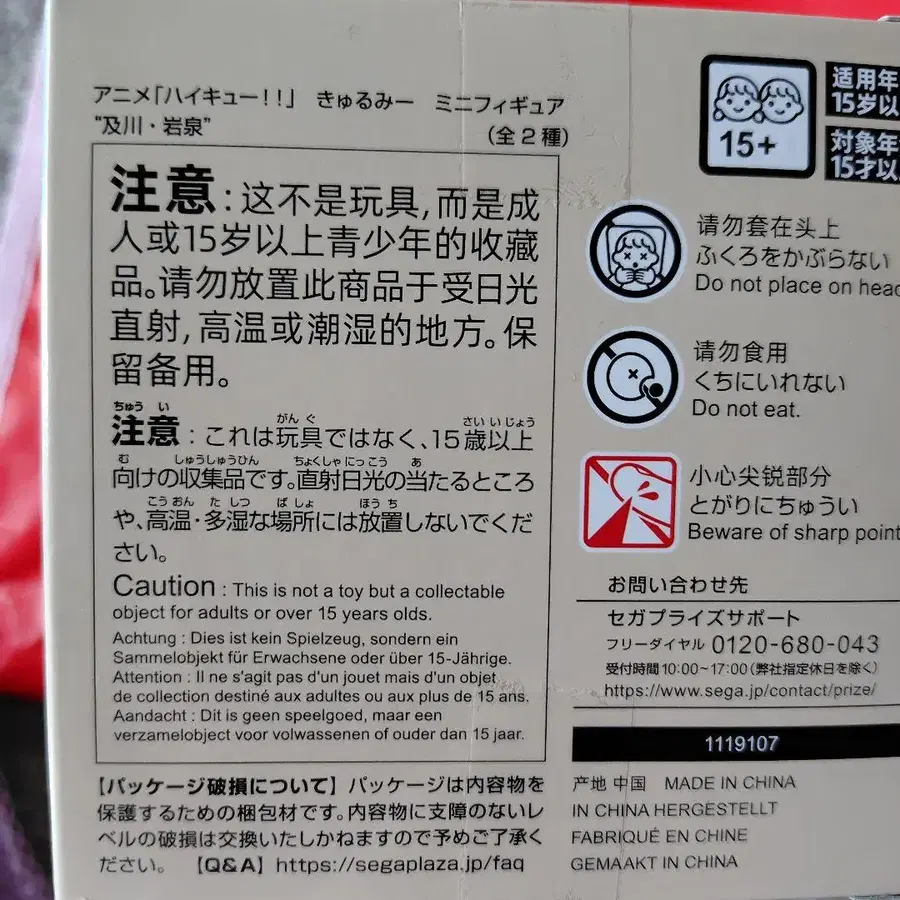 アニメ「ハイキュー!!」 きゅるみー ミニフィギュア
"及川・岩泉" (全2種)
注意:这不是玩具,而是成
人或15岁以上青少年的收藏
品。请勿放置此商品于受日光
直射,高温或潮湿的地方。保
留备用。
ちゅう い がん ぐ さい い じょう
注意:これは玩具ではなく、15歳以上
む しゅうしゅうひん ちょくしゃ にっこう あ
向けの収集品です。直射日光の当たるところ
こう おん た しつ ば しょ ほう ち
や、高温・多湿な場所には放置しないでくだ
さい。
Caution : This is not a toy but a collectable
object for adults or over 15 years olds.
Achtung : Dies ist kein Spielzeug, sondern ein
Sammelobjekt für Erwachsene oder über 15-Jährige.
Attention : Il ne s'agit pas d'un jouet mais d'un objet
de collection destiné aux adultes ou aux plus de 15 ans.
Aandacht : Dit is geen speelgoed, maar een
verzamelobject voor volwassenen of ouder dan 15 jaar.
【パッケージ破損について】パッケージは内容物を
保護するための梱包材です。内容物に支障のないレ
ベルの破損は交換いたしかねますので予めご了承く
ださい。 【Q&A】https://segaplaza.jp/faq
15+
适用年
15岁以
対象年
15才以
请勿套在头上
ふくろをかぶらない
Do not place on head
请勿食用
くちにいれない
Do not eat.
小心尖锐部分
とがりにちゅうい
Beware of sharp point
お問い合わせ先
セガプライズサポート
フリーダイヤル 0120-680-043
受付時間10:00~17:00(弊社指定休日を除く)
https://www.sega.jp/contact/prize/
1119107
产地 中国 MADE IN CHINA
IN CHINA HERGESTELLT
FABRIQUÉ EN CHINE
GEMAAKT IN CHINA